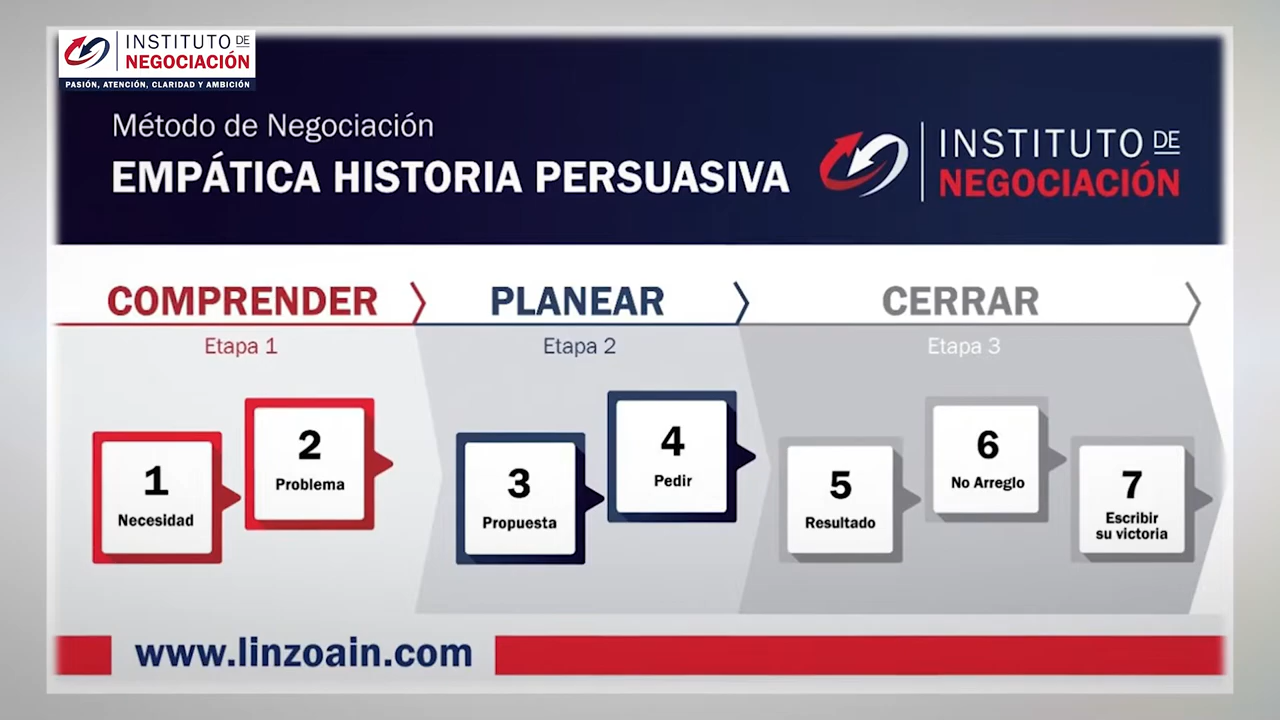 INSTITUTO DE
NEGOCIACIÓN
PASIÓN, ATENCIÓN, CLARIDAD Y AMBICIÓN
Método de Negociación
EMPÁTICA HISTORIA PERSUASIVA
INSTITUTO DE
NEGOCIACIÓN
COMPRENDER
Etapa 1
PLANEAR
Etapa 2
CERRAR
Etapa 3
1
Necesidad
2
Problema
3
Propuesta
4
Pedir
5
Resultado
6
No Arreglo
7
Escribir
su victoria
www.linzoain.com